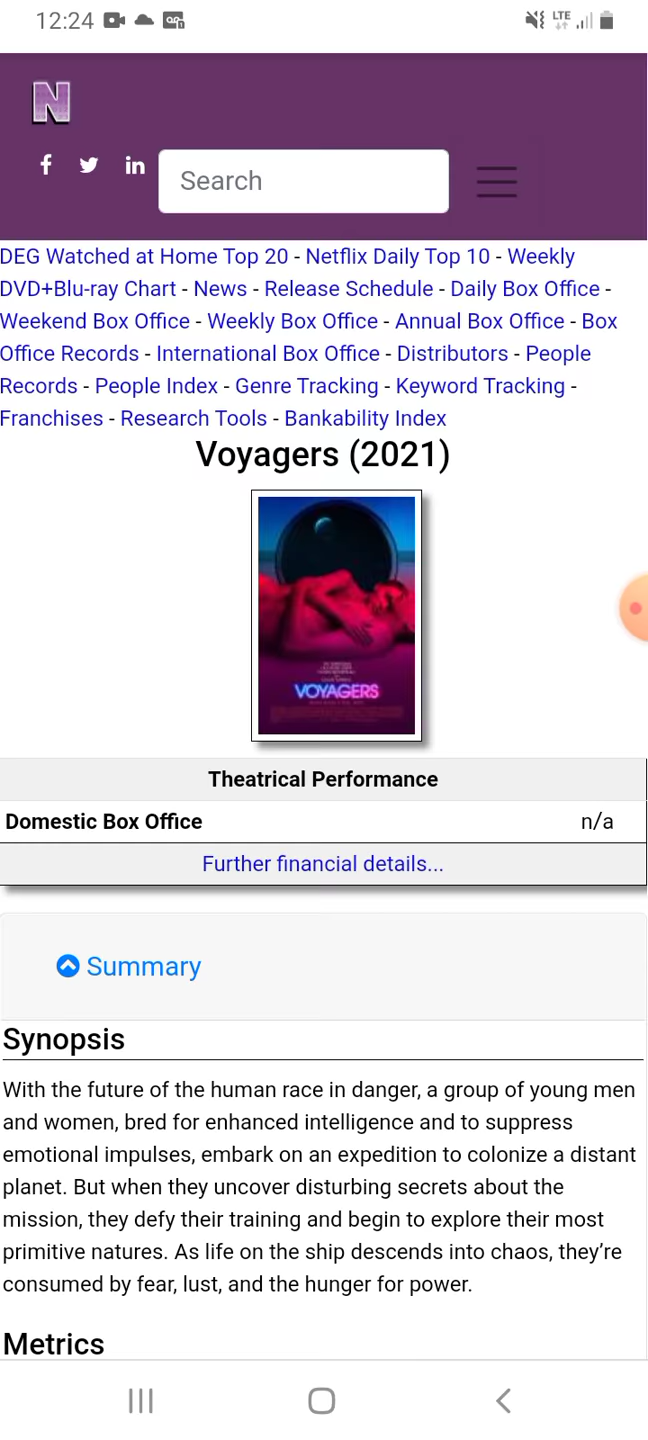 12:24
LTE
N
Search
DEG Watched at Home Top 20 - Netflix Daily Top 10 - Weekly
DVD+Blu-ray Chart - News - Release Schedule - Daily Box Office -
Weekend Box Office - Weekly Box Office - Annual Box Office - Box
Office Records - International Box Office - Distributors - People
Records - People Index - Genre Tracking - Keyword Tracking -
Franchises - Research Tools - Bankability Index
Voyagers (2021)
VOYAGERS
Theatrical Performance
Domestic Box Office n/a
Further financial details...
Summary
Synopsis
With the future of the human race in danger, a group of young men
and women, bred for enhanced intelligence and to suppress
emotional impulses, embark on an expedition to colonize a distant
planet. But when they uncover disturbing secrets about the
mission, they defy their training and begin to explore their most
primitive natures. As life on the ship descends into chaos, they’re
consumed by fear, lust, and the hunger for power.
Metrics